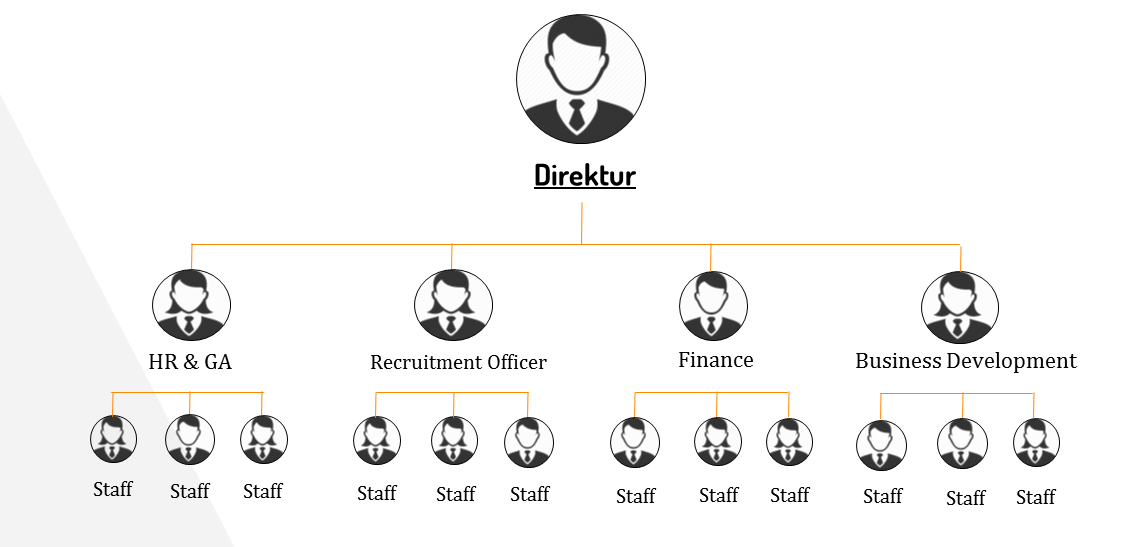 Direktur
HR & GA
Recruitment Officer
Finance
Business Development
Staff
Staff
Staff
Staff
Staff
Staff
Staff
Staff
Staff
Staff
Staff
Staff